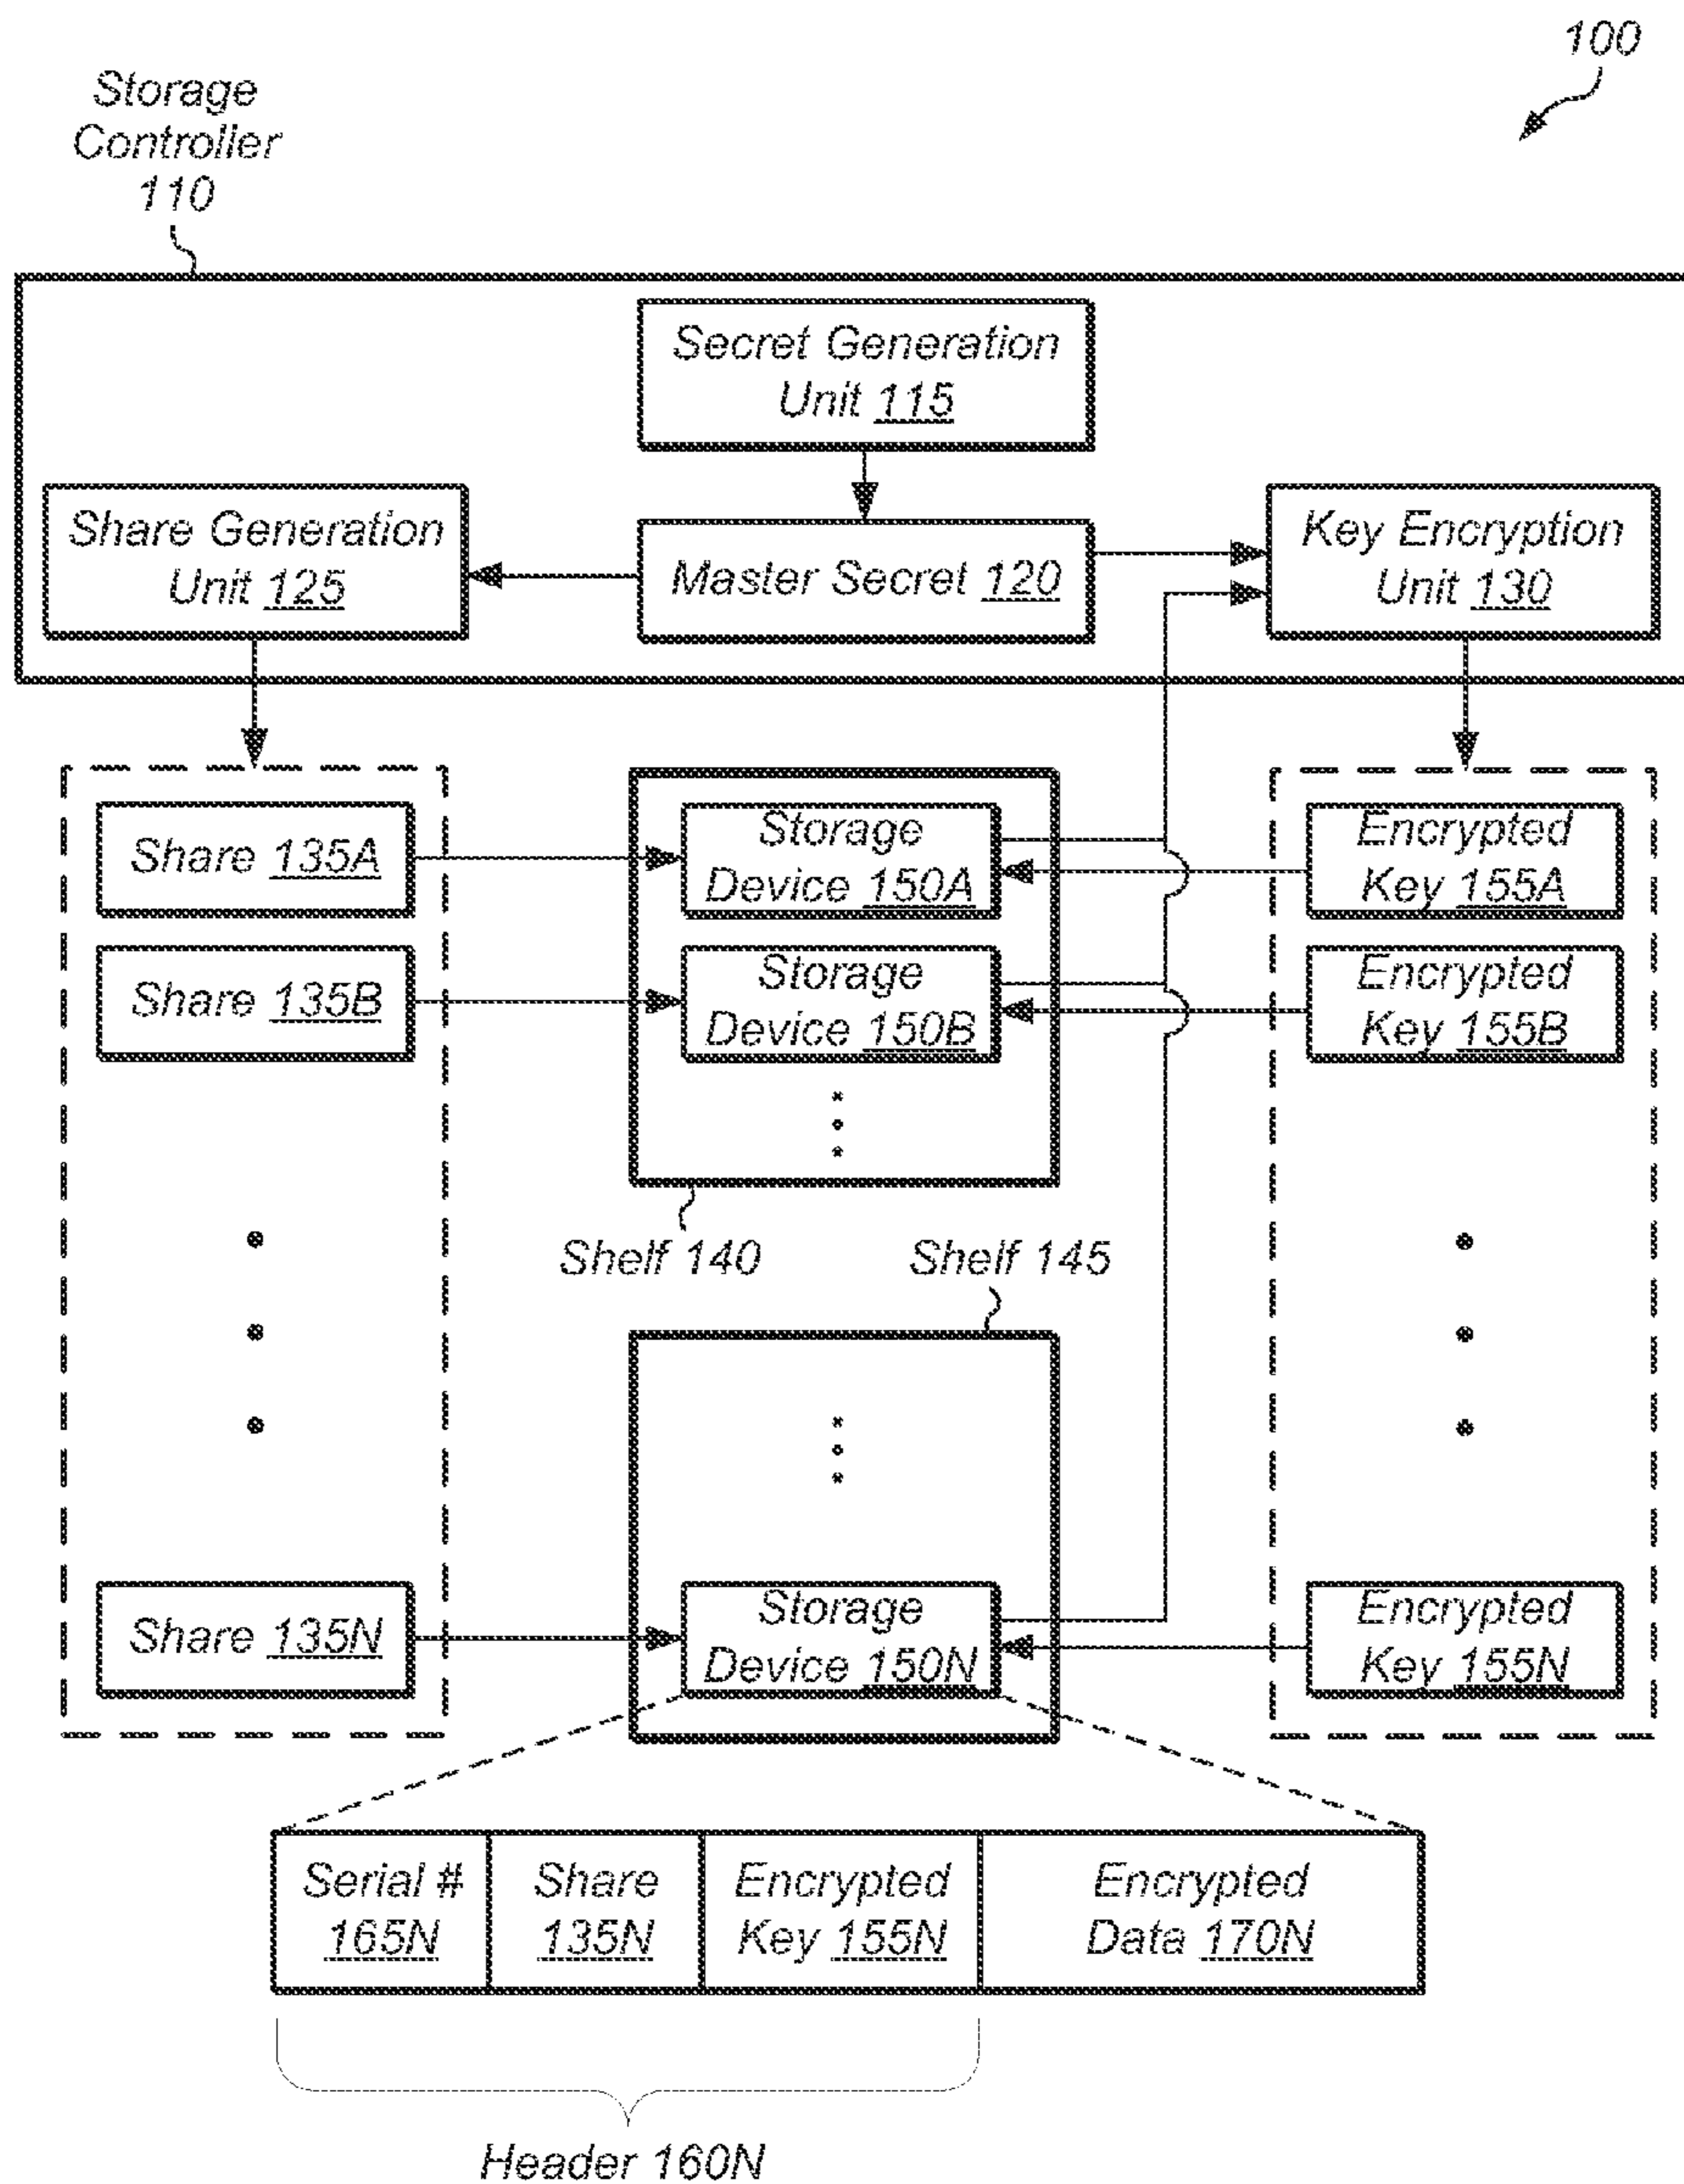 100
Storage
Controller
110
Secret Generation
Unit 115
Share Generation
Unit 125
Master Secret 120
Key Encryption
Unit 130
Share 135A
Storage
Device 150A
Encrypted
Key 155A
Share 135B
Storage
Device 150B
Encrypted
Key 155B
Shelf 140
Shelf 145
Share 135N
Storage
Device 150N
Encrypted
Key 155N
Serial #
165N
Share
135N
Encrypted
Key 155N
Encrypted
Data 170N
Header 160N